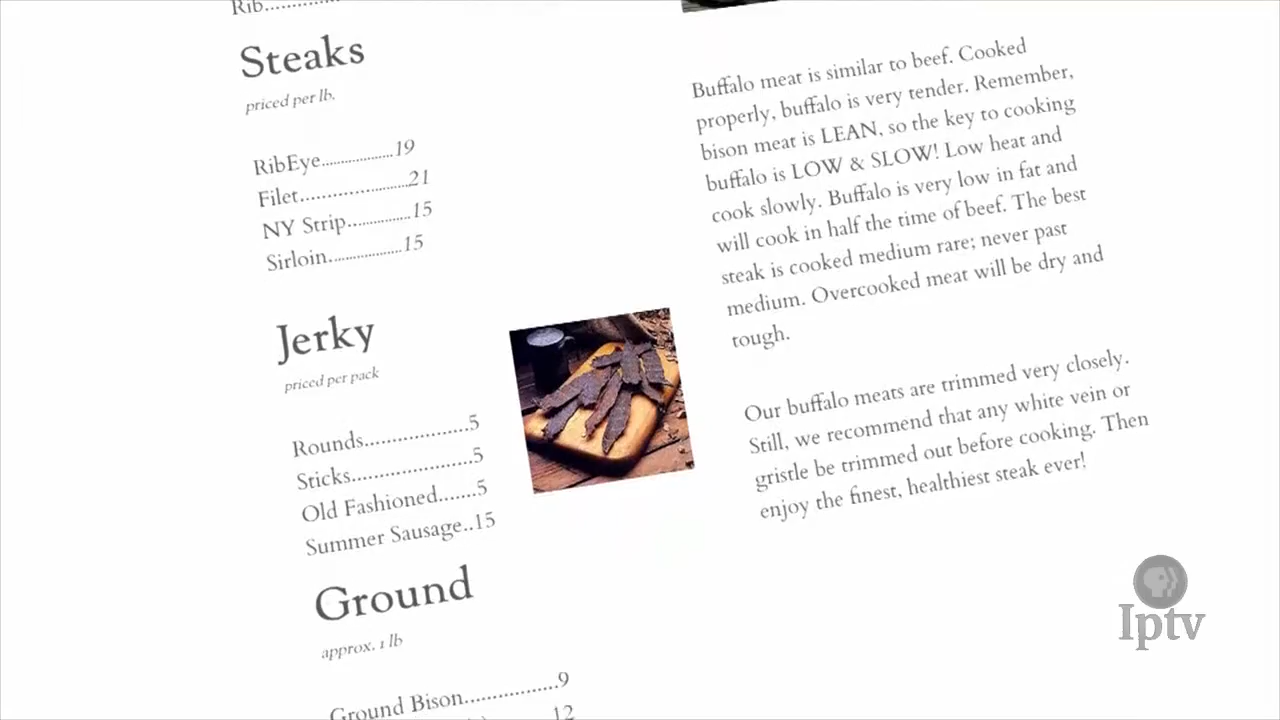 Rib..............
Steaks
priced per lb.
RibEye..................19
Filet........................21
NY Strip................15
Sirloin...................15
Jerky
priced per pack
Rounds..................5
Sticks.....................5
Old Fashioned.......5
Summer Sausage..15
Ground
approx. 1 lb
Ground Bison................9
12
Buffalo meat is similar to beef. Cooked
properly, buffalo is very tender. Remember,
bison meat is LEAN, so the key to cooking
buffalo is LOW & SLOW! Low heat and
cook slowly. Buffalo is very low in fat and
will cook in half the time of beef. The best
steak is cooked medium rare; never past
medium. Overcooked meat will be dry and
tough.
Our buffalo meats are trimmed very closely.
Still, we recommend that any white vein or
gristle be trimmed out before cooking. Then
enjoy the finest, healthiest steak ever!
Iptv